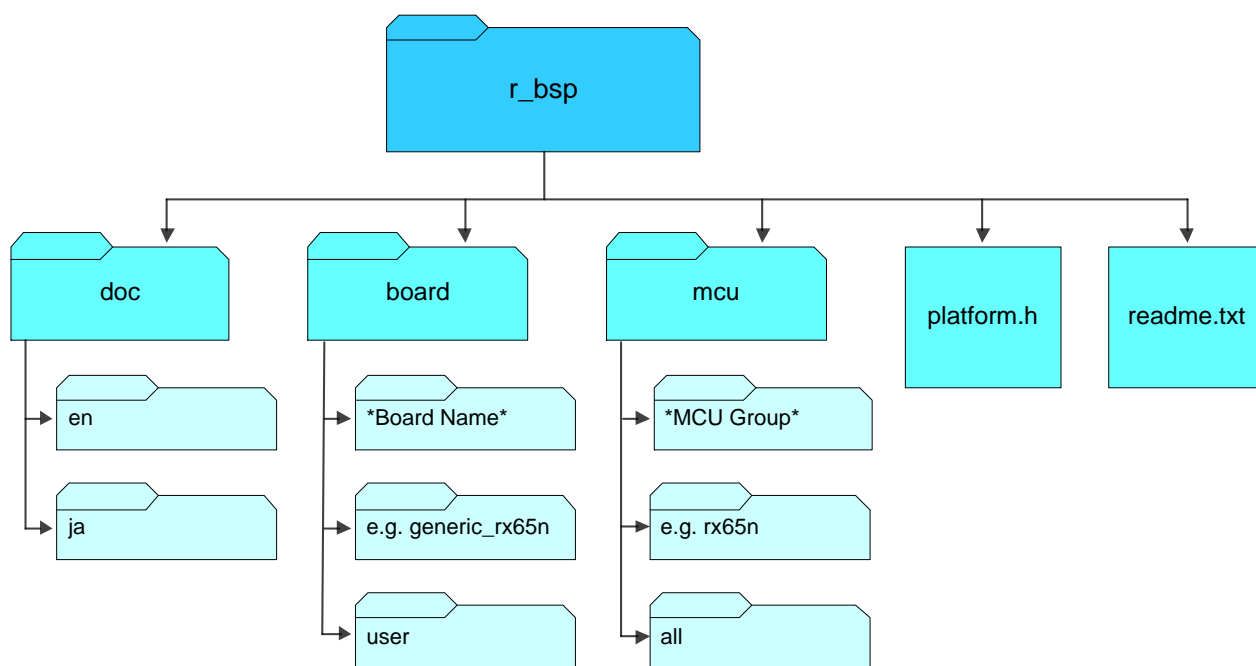 r_bsp
doc
board
mcu
platform.h
readme.txt
en
*Board Name*
*MCU Group*
ja
e.g. generic_rx65n
e.g. rx65n
user
all